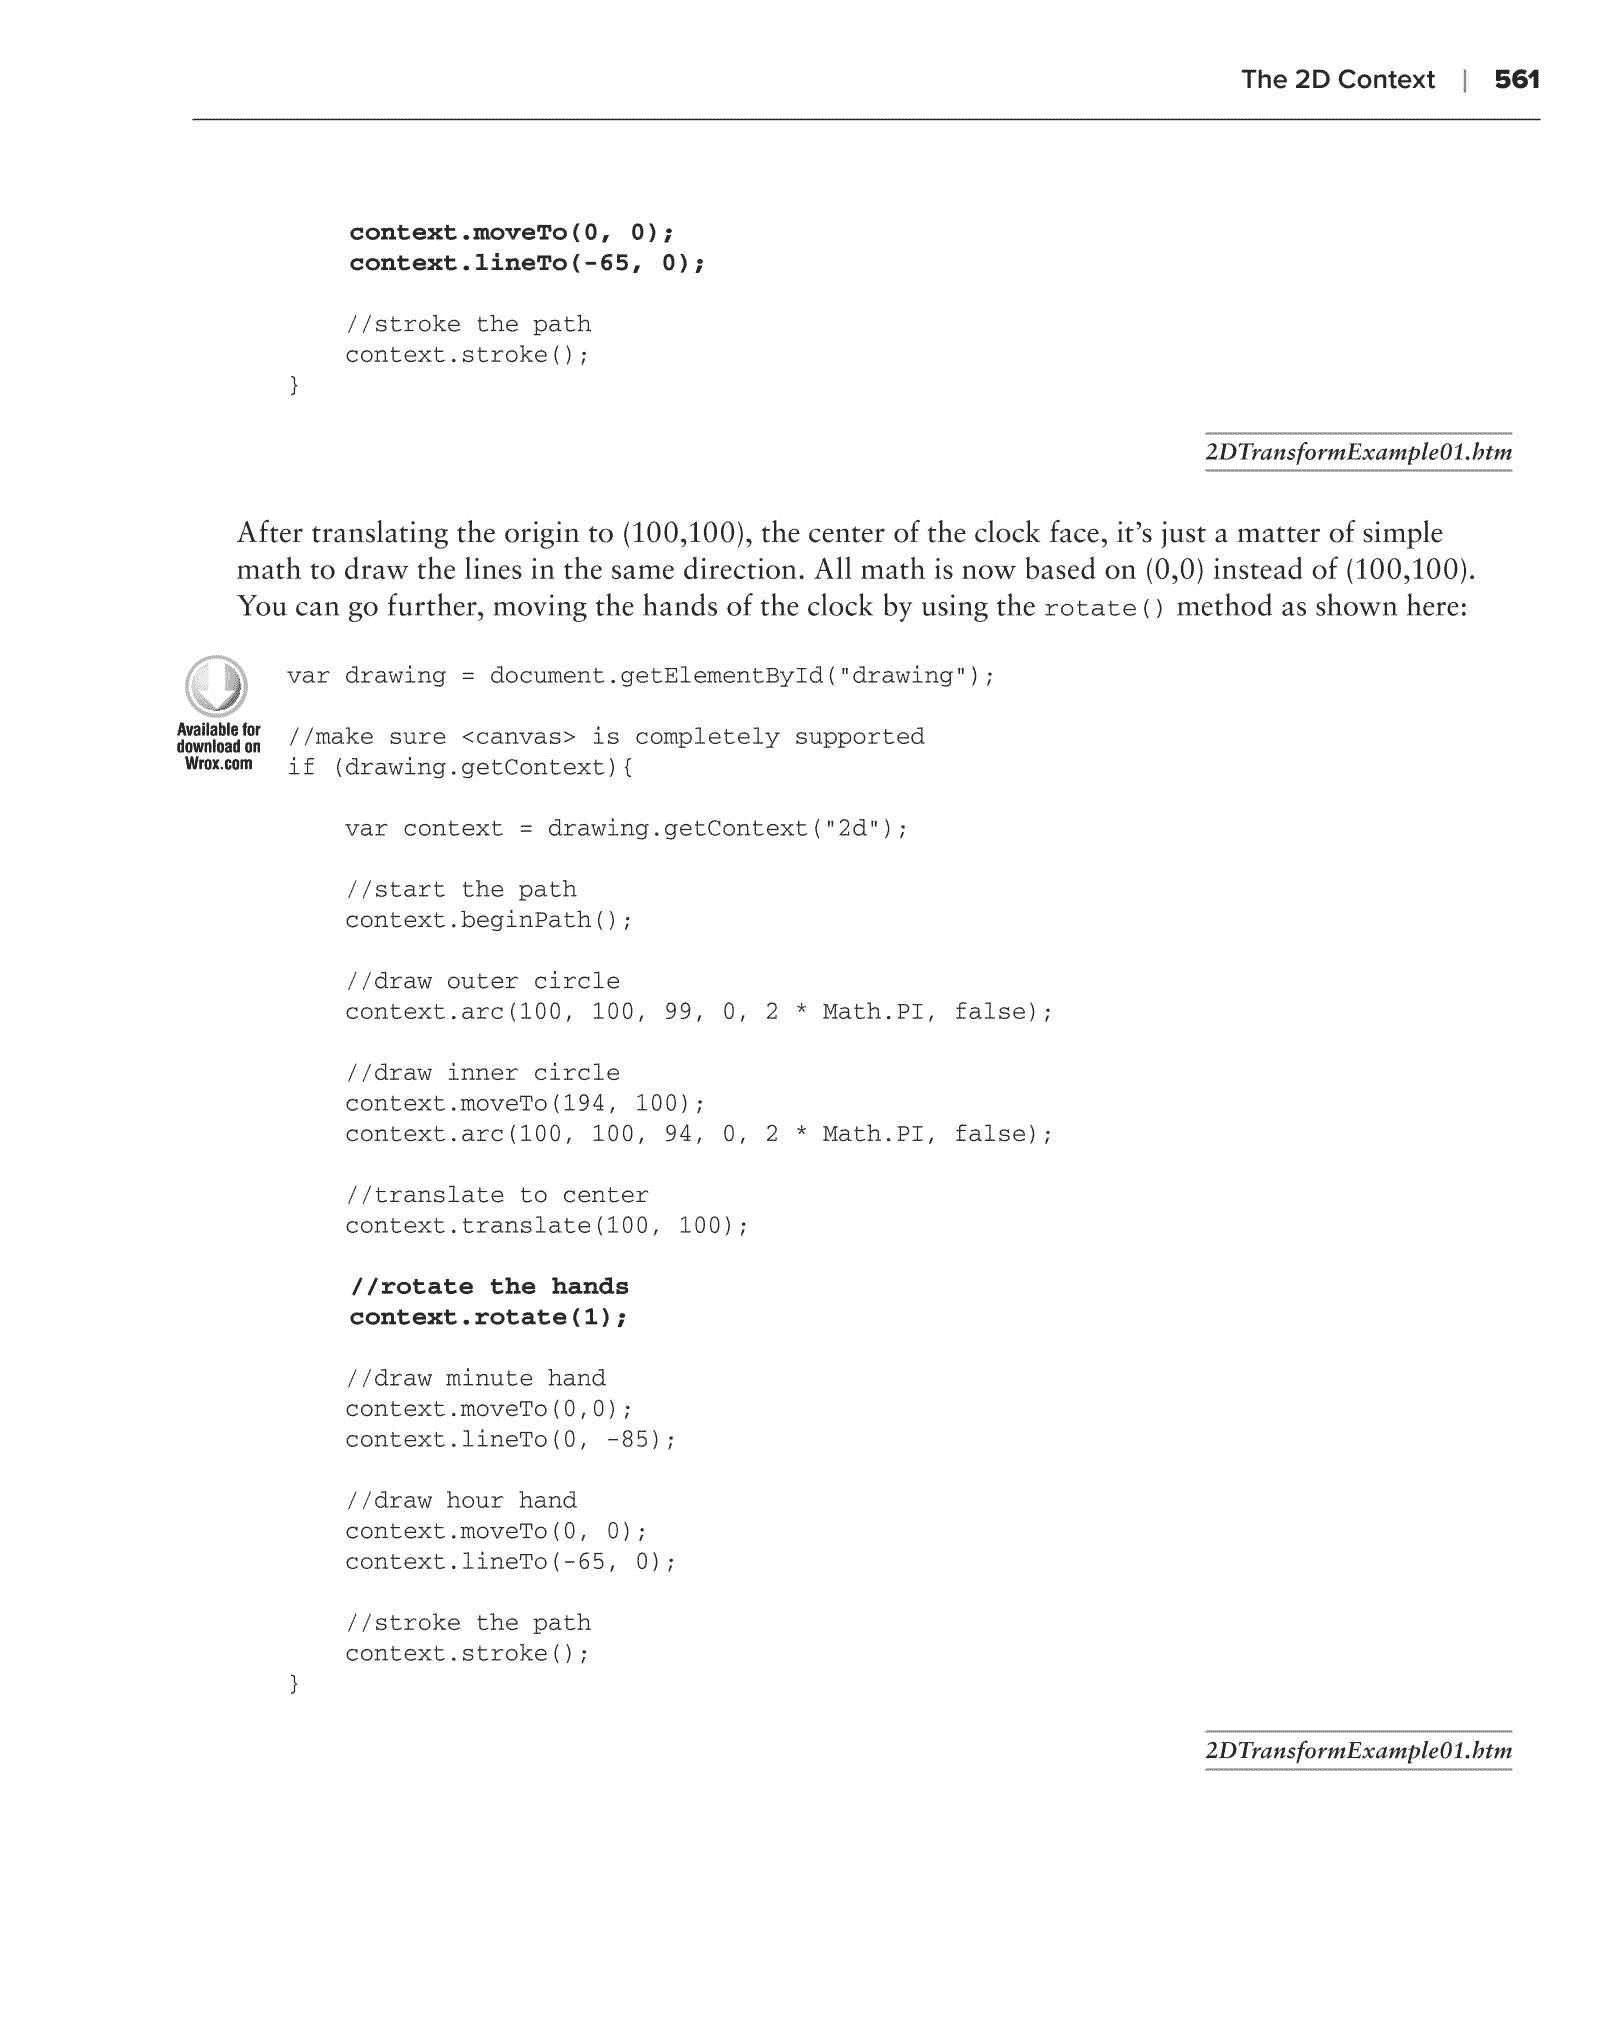 The 2D Context | 561
context.moveTo(0, 0);
context.lineTo(-65, 0);
//stroke the path
context.stroke();
}
2DTransformExample01.htm
After translating the origin to (100,100), the center of the clock face, it’s just a matter of simple
math to draw the lines in the same direction. All math is now based on (0,0) instead of (100,100).
You can go further, moving the hands of the clock by using the rotate() method as shown here:
Available for
download on
Wrox.com
var drawing = document.getElementById("drawing");
//make sure <canvas> is completely supported
if (drawing.getContext){
var context = drawing.getContext("2d");
//start the path
context.beginPath();
//draw outer circle
context.arc(100, 100, 99, 0, 2 * Math.PI, false);
//draw inner circle
context.moveTo(194, 100);
context.arc(100, 100, 94, 0, 2 * Math.PI, false);
//translate to center
context.translate(100, 100);
//rotate the hands
context.rotate(1);
//draw minute hand
context.moveTo(0,0);
context.lineTo(0, -85);
//draw hour hand
context.moveTo(0, 0);
context.lineTo(-65, 0);
//stroke the path
context.stroke();
}
2DTransformExample01.htm